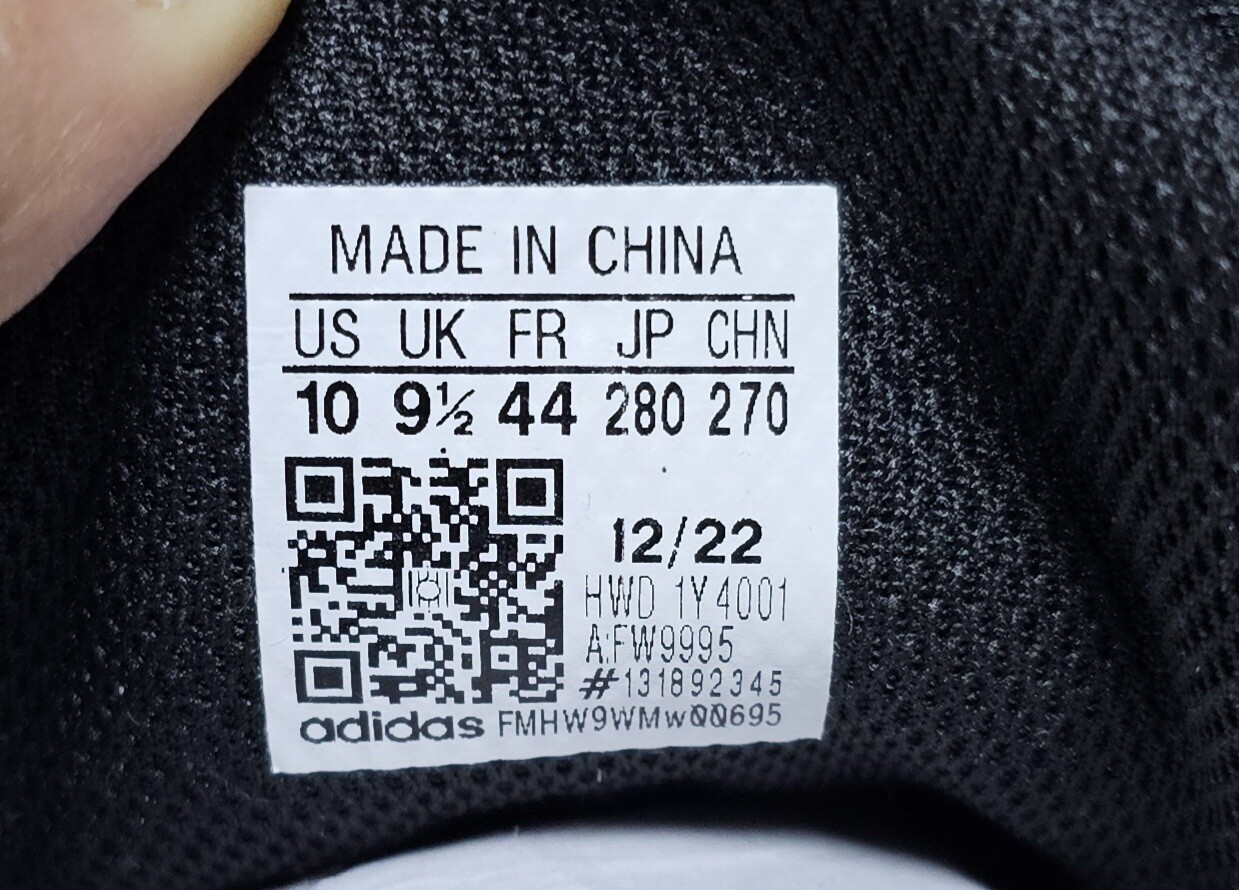 MADE IN CHINA
US UK FR JP CHN
10 9½ 44 280 270
12/22
HWD 1Y4001
A:FW9995
#131892345
adidas FMHW9WMw00695